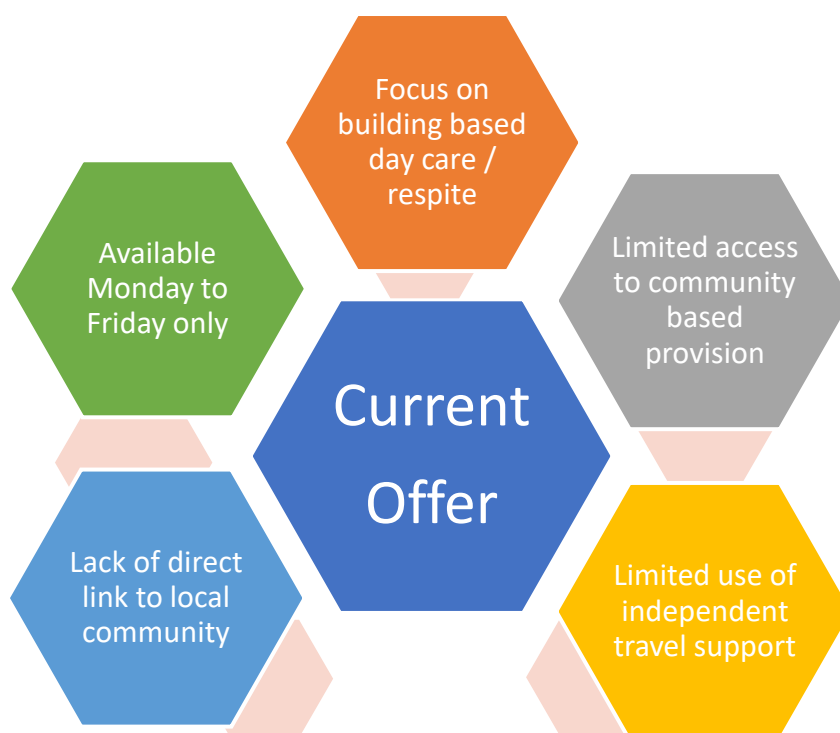 Focus on
building based
day care /
respite
Available
Monday to
Friday only
Limited access
to community
based
provision
Current
Offer
Lack of direct
link to local
community
Limited use of
independent
travel support